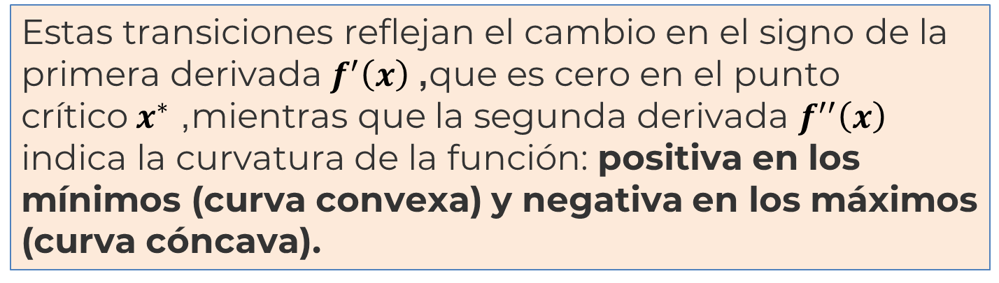 Estas transiciones reflejan el cambio en el signo de la
primera derivada f′(x) ,que es cero en el punto
crítico x* ,mientras que la segunda derivada f′′(x)
indica la curvatura de la función: positiva en los
mínimos (curva convexa) y negativa en los máximos
(curva cóncava).